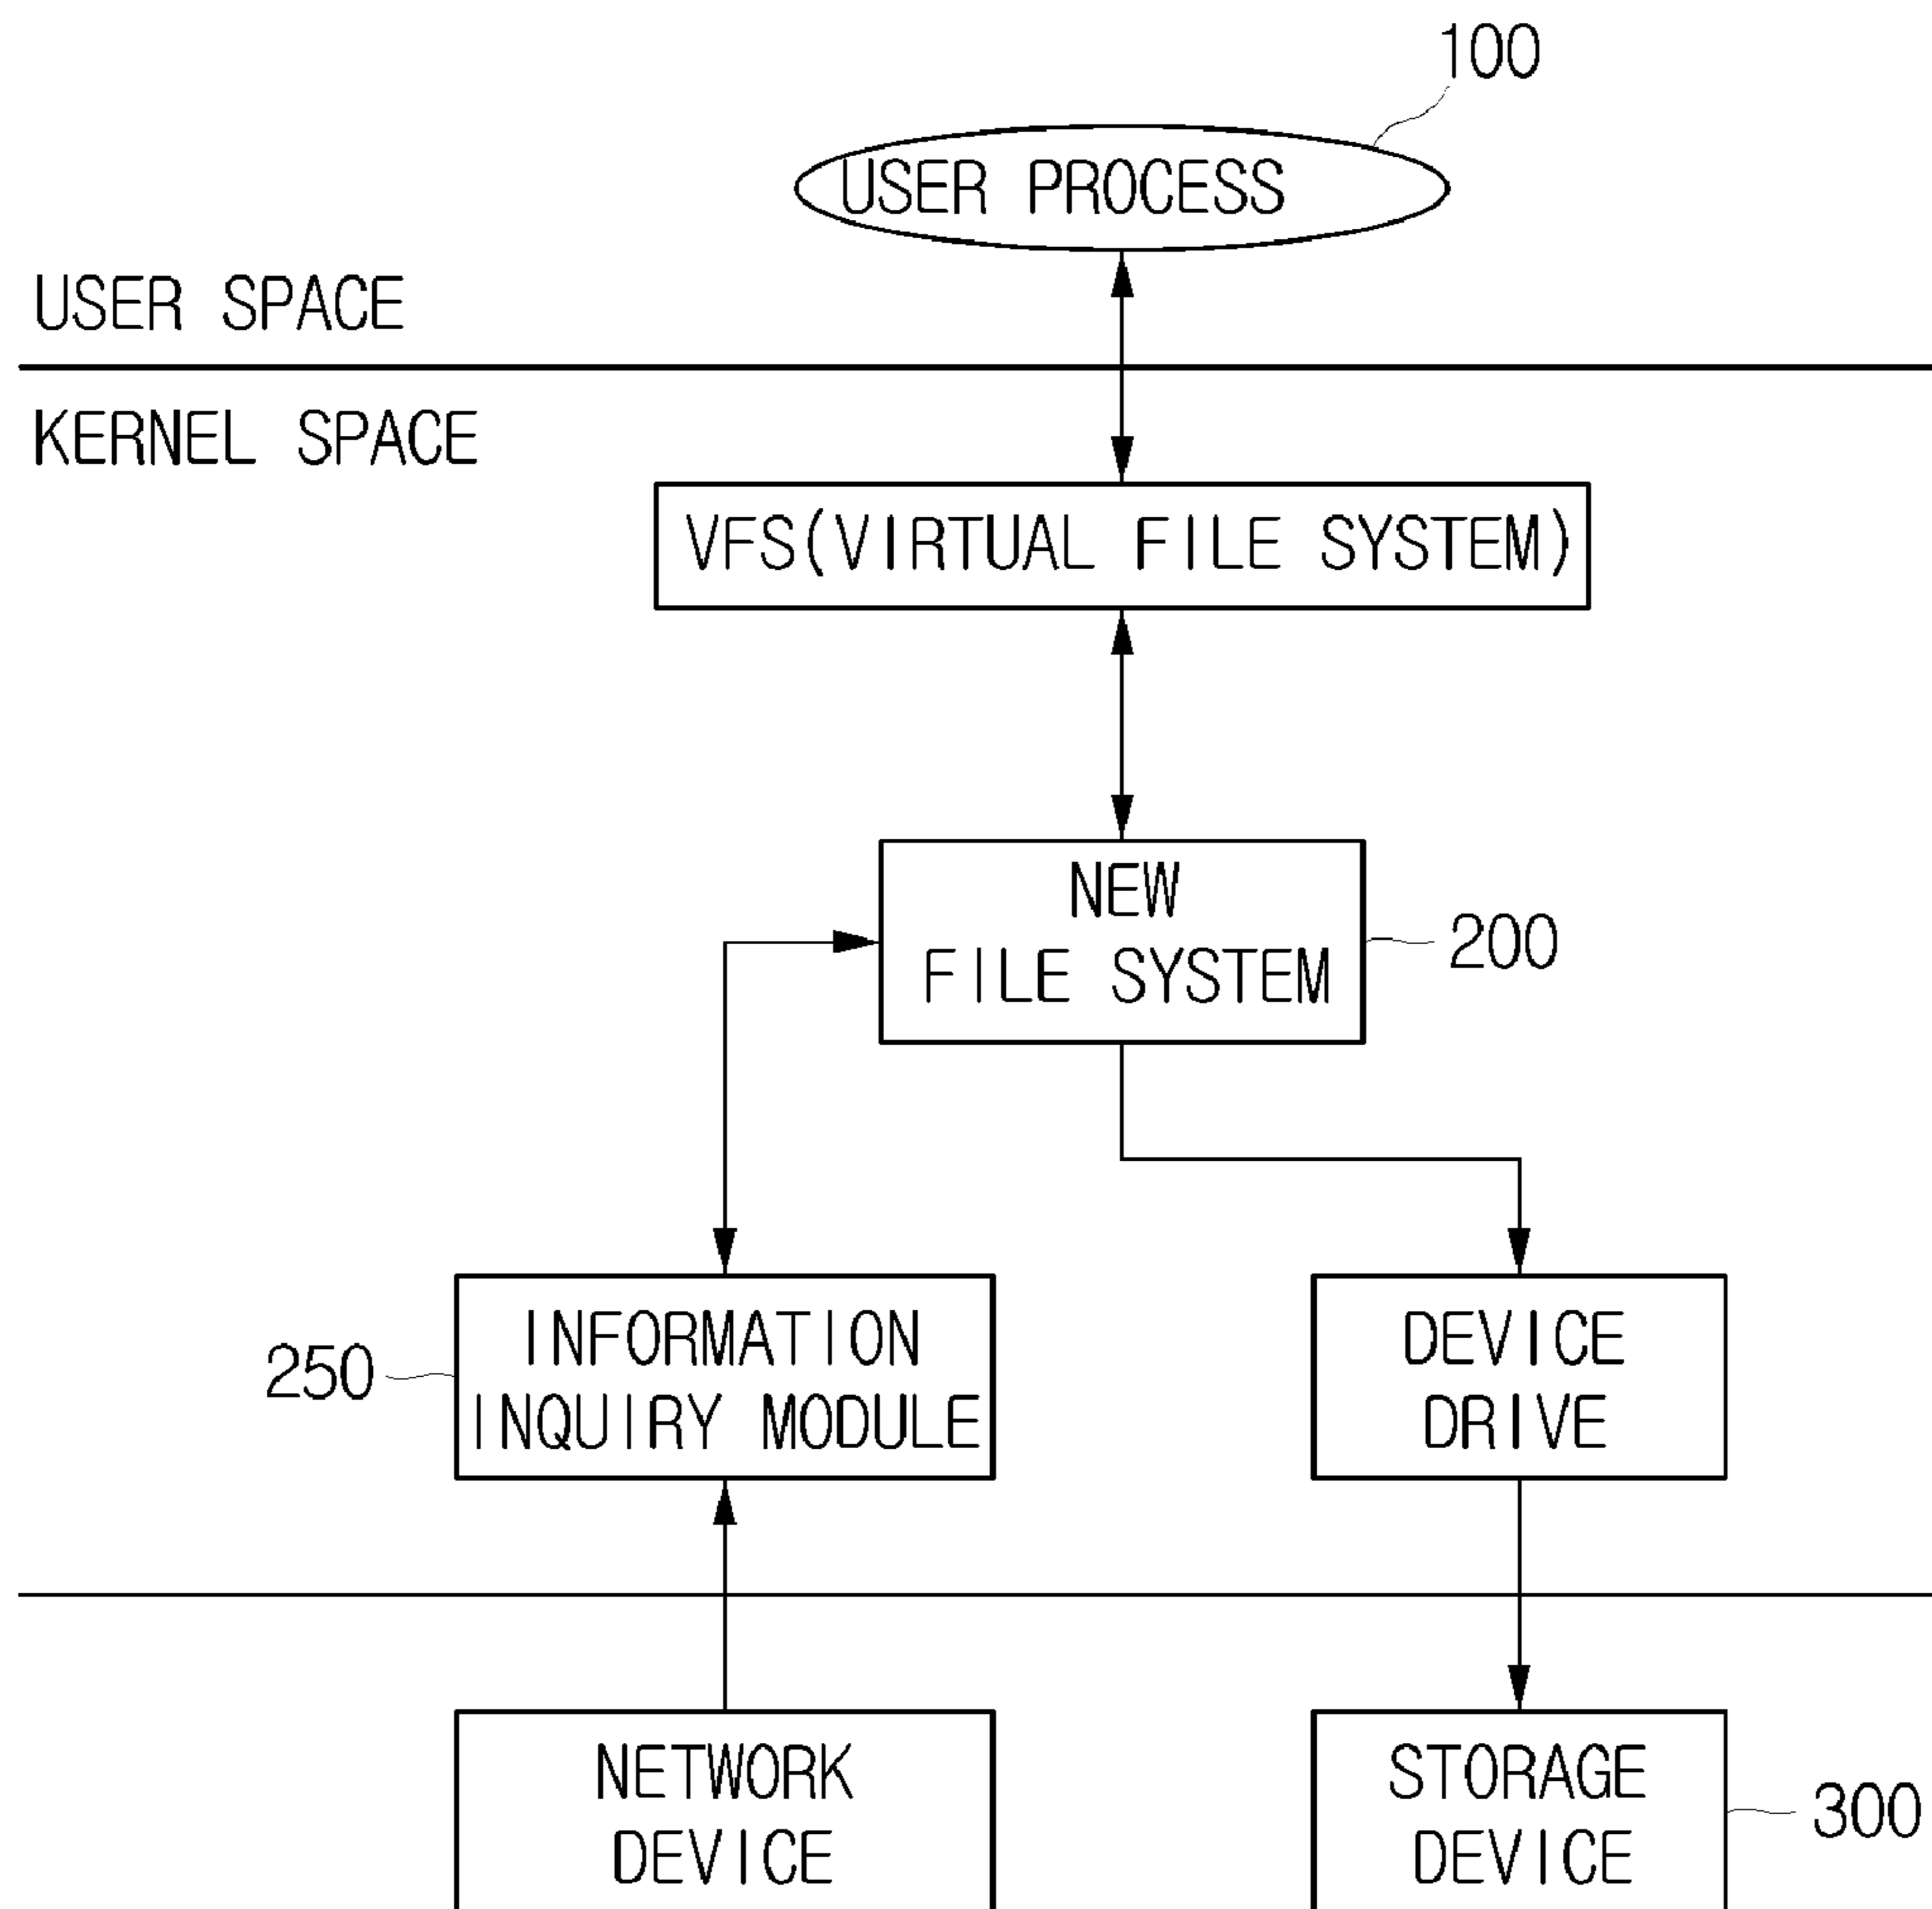 100
USER PROCESS
USER SPACE
KERNEL SPACE
VFS(VIRTUAL FILE SYSTEM)
NEW
FILE SYSTEM
200
INFORMATION
INQUIRY MODULE
250
DEVICE
DRIVE
NETWORK
DEVICE
STORAGE
DEVICE
300